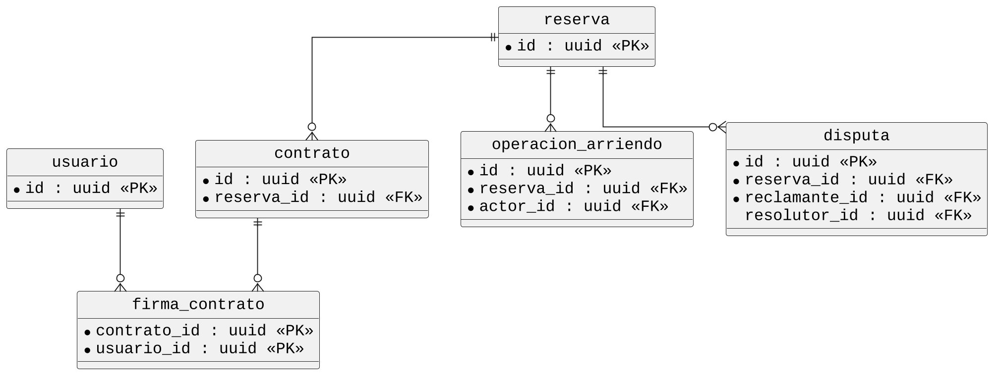 reserva
id : uuid «PK»
usuario
id : uuid «PK»
contrato
id : uuid «PK»
reserva_id : uuid «FK»
operacion_arriendo
id : uuid «PK»
reserva_id : uuid «FK»
actor_id : uuid «FK»
disputa
id : uuid «PK»
reserva_id : uuid «FK»
reclamante_id : uuid «FK»
resolutor_id : uuid «FK»
firma_contrato
contrato_id : uuid «PK»
usuario_id : uuid «PK»